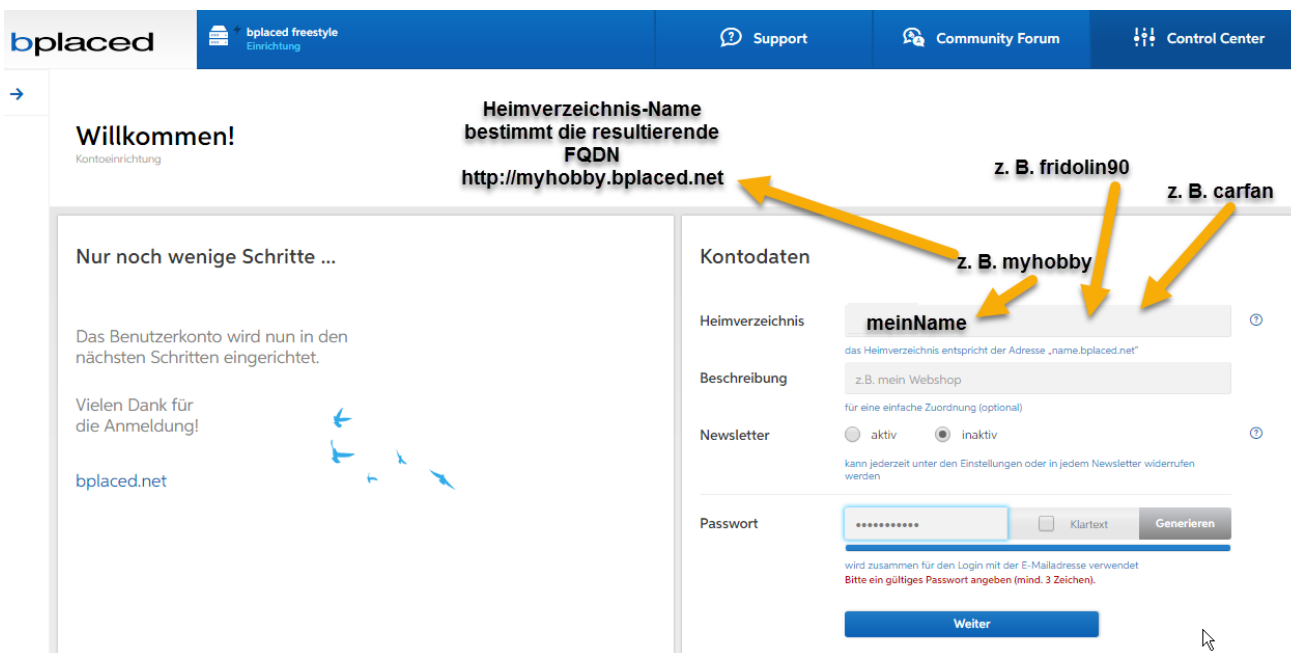 bplaced
bplaced freestyle
Einrichtung
Support
Community Forum
Control Center
Willkommen!
Kontoeinrichtung
Heimverzeichnis-Name
bestimmt die resultierende
FQDN
http://myhobby.bplaced.net
z. B. fridolin90
z. B. carfan
z. B. myhobby
Nur noch wenige Schritte ...
Das Benutzerkonto wird nun in den
nächsten Schritten eingerichtet.
Vielen Dank für
die Anmeldung!
bplaced.net
Kontodaten
Heimverzeichnis
meinName
das Heimverzeichnis entspricht der Adresse „name.bplaced.net"
Beschreibung
z.B. mein Webshop
für eine einfache Zuordnung (optional)
Newsletter
aktiv
inaktiv
kann jederzeit unter den Einstellungen oder in jedem Newsletter widerrufen
werden
Passwort
•••••••••••
Klartext
Generieren
wird zusammen für den Login mit der E-Mailadresse verwendet
Bitte ein gültiges Passwort angeben (mind. 3 Zeichen).
Weiter